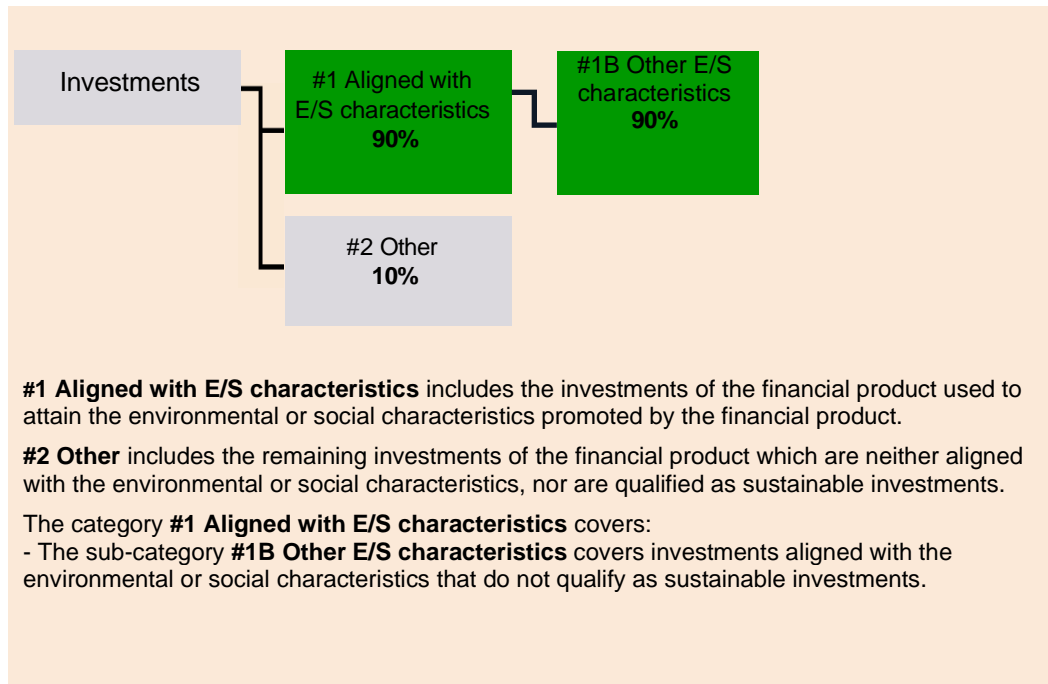 Investments
#1 Aligned with
E/S characteristics
90%
#1B Other E/S
characteristics
90%
#2 Other
10%
#1 Aligned with E/S characteristics includes the investments of the financial product used to
attain the environmental or social characteristics promoted by the financial product.
#2 Other includes the remaining investments of the financial product which are neither aligned
with the environmental or social characteristics, nor are qualified as sustainable investments.
The category #1 Aligned with E/S characteristics covers:
- The sub-category #1B Other E/S characteristics covers investments aligned with the
environmental or social characteristics that do not qualify as sustainable investments.